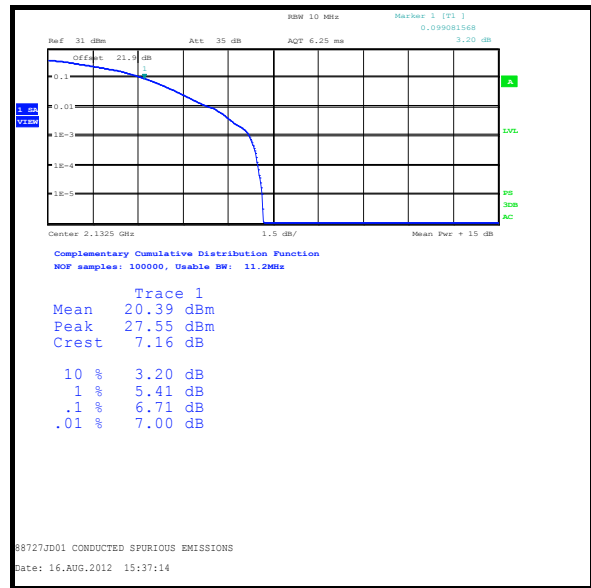 RBW 10 MHz Marker 1 [T1 ]
0.099081568
Ref 31 dBm Att 35 dB AQT 6.25 ms 3.20 dB
Offset 21.9 dB
1
0.1
A
0.01
1 SA
VIEW
1E-3
LVL
1E-4
1E-5
PS
3DB
AC
Center 2.1325 GHz 1.5 dB/ Mean Pwr + 15 dB
Complementary Cumulative Distribution Function
NOF samples: 100000, Usable BW: 11.2MHz
Trace 1
Mean 20.39 dBm
Peak 27.55 dBm
Crest 7.16 dB
10 % 3.20 dB
1 % 5.41 dB
.1 % 6.71 dB
.01 % 7.00 dB
88727JD01 CONDUCTED SPURIOUS EMISSIONS
Date: 16.AUG.2012 15:37:14